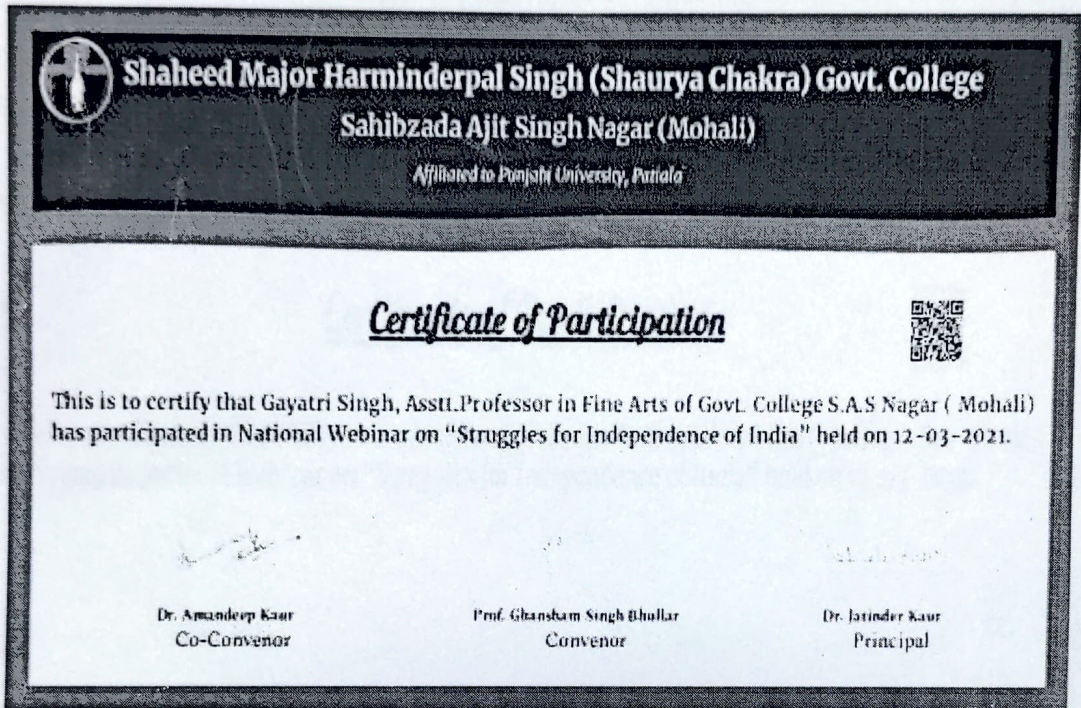 Shaheed Major Harminderpal Singh (Shaurya Chakra) Govt. College
Sahibzada Ajit Singh Nagar (Mohali)
Affiliated to Punjabi University, Patiala
Certificate of Participation
This is to certify that Gayatri Singh, Asstt.Professor in Fine Arts of Govt. College S.A.S Nagar ( Mohali)
has participated in National Webinar on "Struggles for Independence of India" held on 12-03-2021.
Dr. Amandeep Kaur
Co-Convenor
Prof. Ghansham Singh Bhullar
Convenor
Dr. Jatinder Kaur
Principal